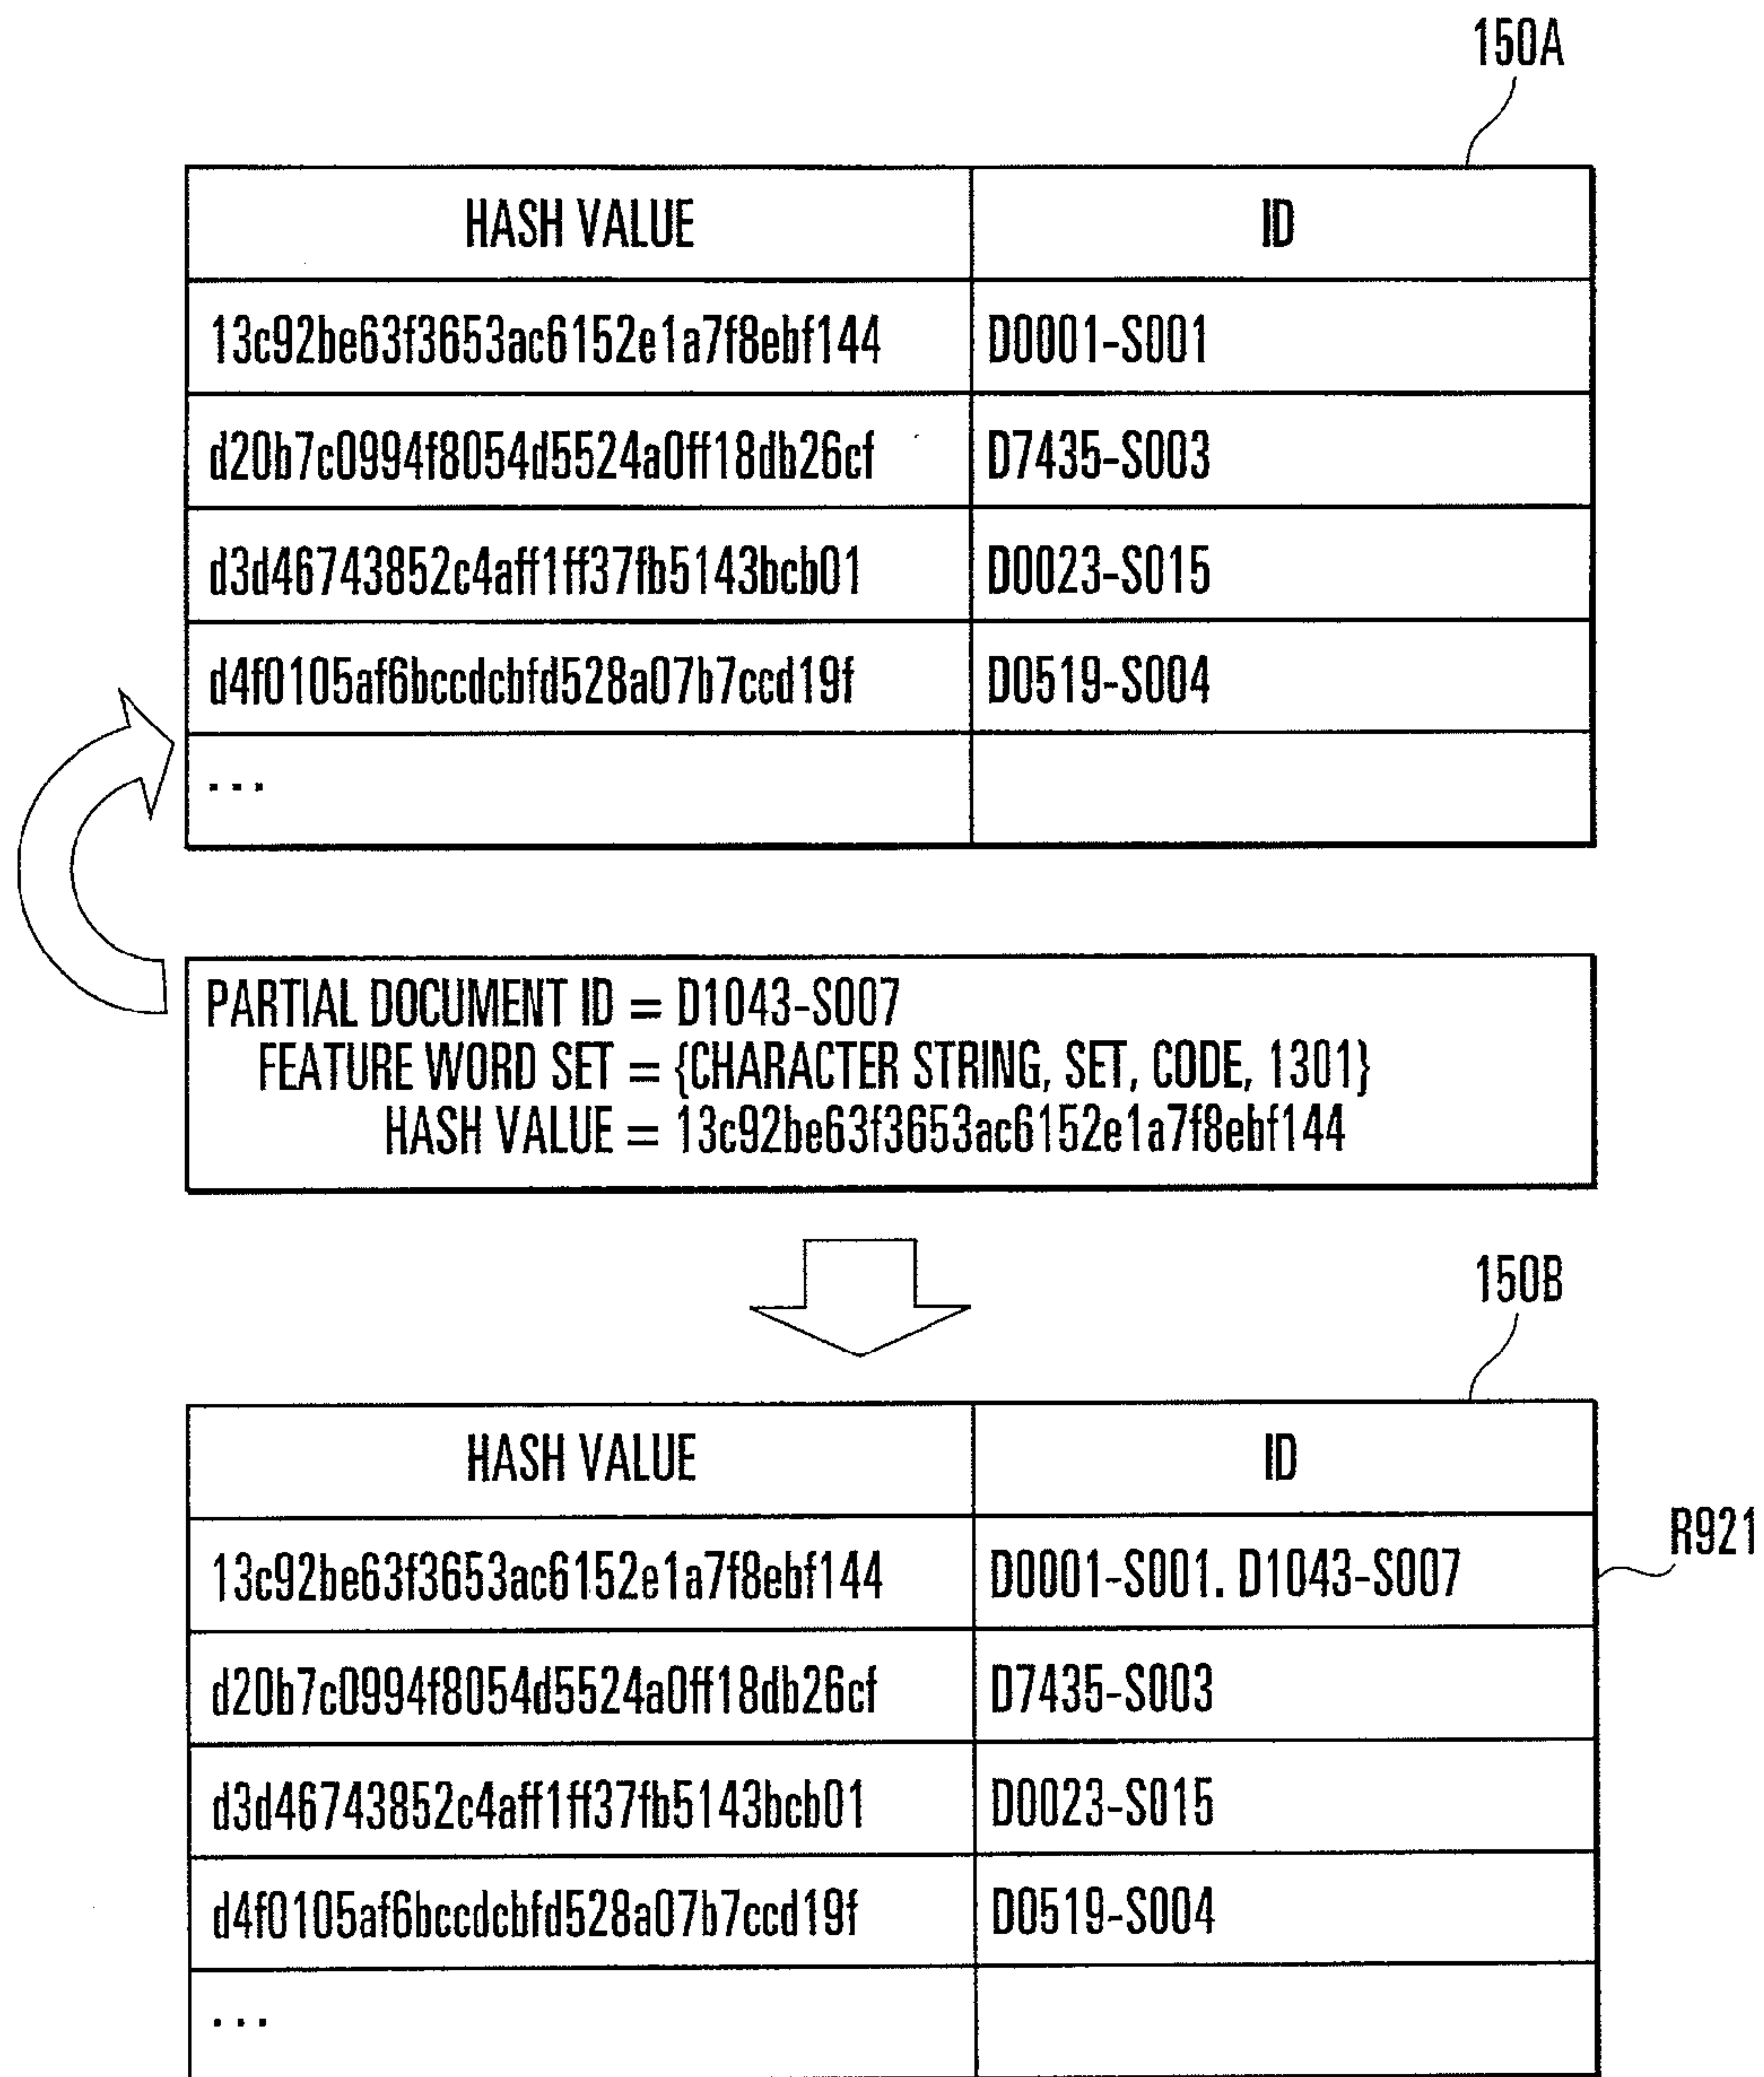 150A
HASH VALUE ID
13c92be63f3653ac6152e1a7f8ebf144 D0001-S001
d20b7c0994f8054d5524a0ff18db26cf D7435-S003
d3d46743852c4aff1ff37fb5143bcb01 D0023-S015
d4f0105af6bccdcbfd528a07b7ccd19f D0519-S004
...
PARTIAL DOCUMENT ID = D1043-S007
FEATURE WORD SET = {CHARACTER STRING, SET, CODE, 1301}
HASH VALUE = 13c92be63f3653ac6152e1a7f8ebf144
150B
HASH VALUE ID
R921
13c92be63f3653ac6152e1a7f8ebf144 D0001-S001. D1043-S007
d20b7c0994f8054d5524a0ff18db26cf D7435-S003
d3d46743852c4aff1ff37fb5143bcb01 D0023-S015
d4f0105af6bccdcbfd528a07b7ccd19f D0519-S004
...